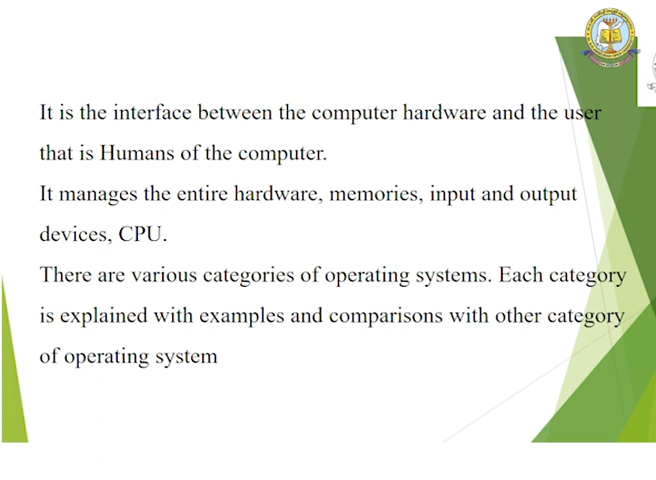 It is the interface between the computer hardware and the user
that is Humans of the computer.
It manages the entire hardware, memories, input and output
devices, CPU.
There are various categories of operating systems. Each category
is explained with examples and comparisons with other category
of operating system